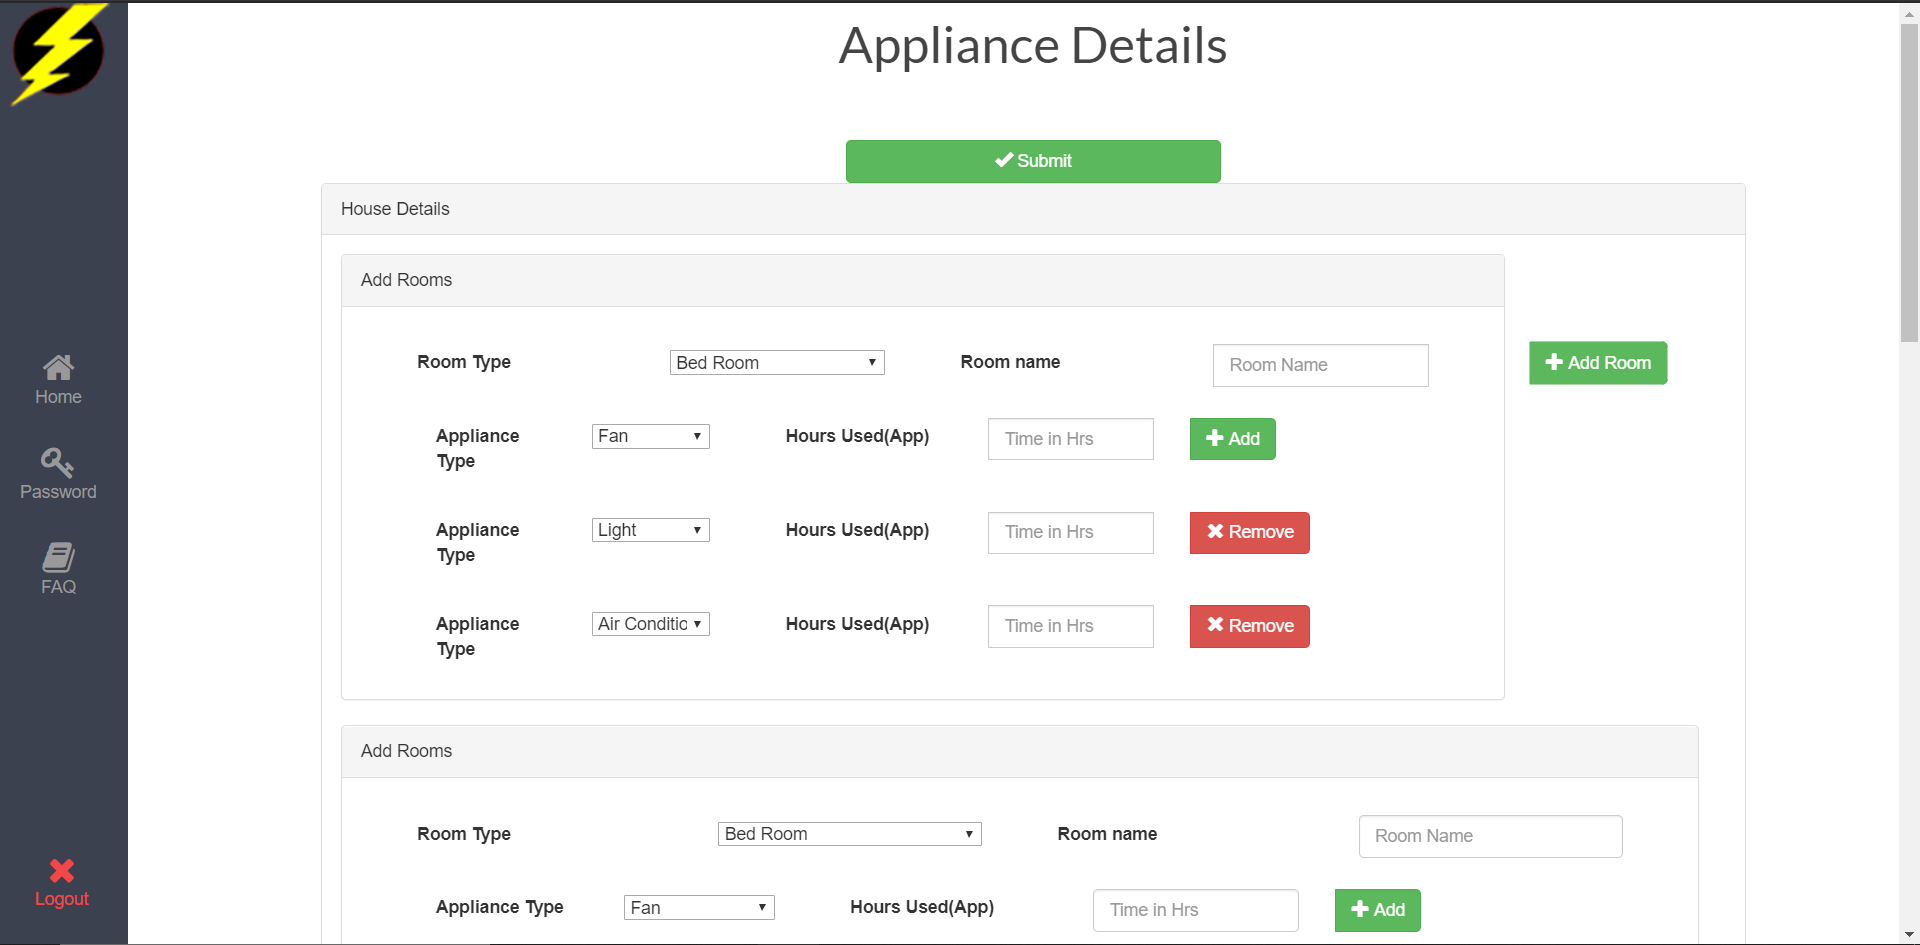 Appliance Details
Submit
House Details
Add Rooms
Room Type
Bed Room
Room name
Room Name
Add Room
Appliance Type
Fan
Hours Used(App)
Time in Hrs
Add
Appliance Type
Light
Hours Used(App)
Time in Hrs
Remove
Appliance Type
Air Conditio
Hours Used(App)
Time in Hrs
Remove
Add Rooms
Room Type
Bed Room
Room name
Room Name
Appliance Type
Fan
Hours Used(App)
Time in Hrs
Add
Home
Password
FAQ
Logout